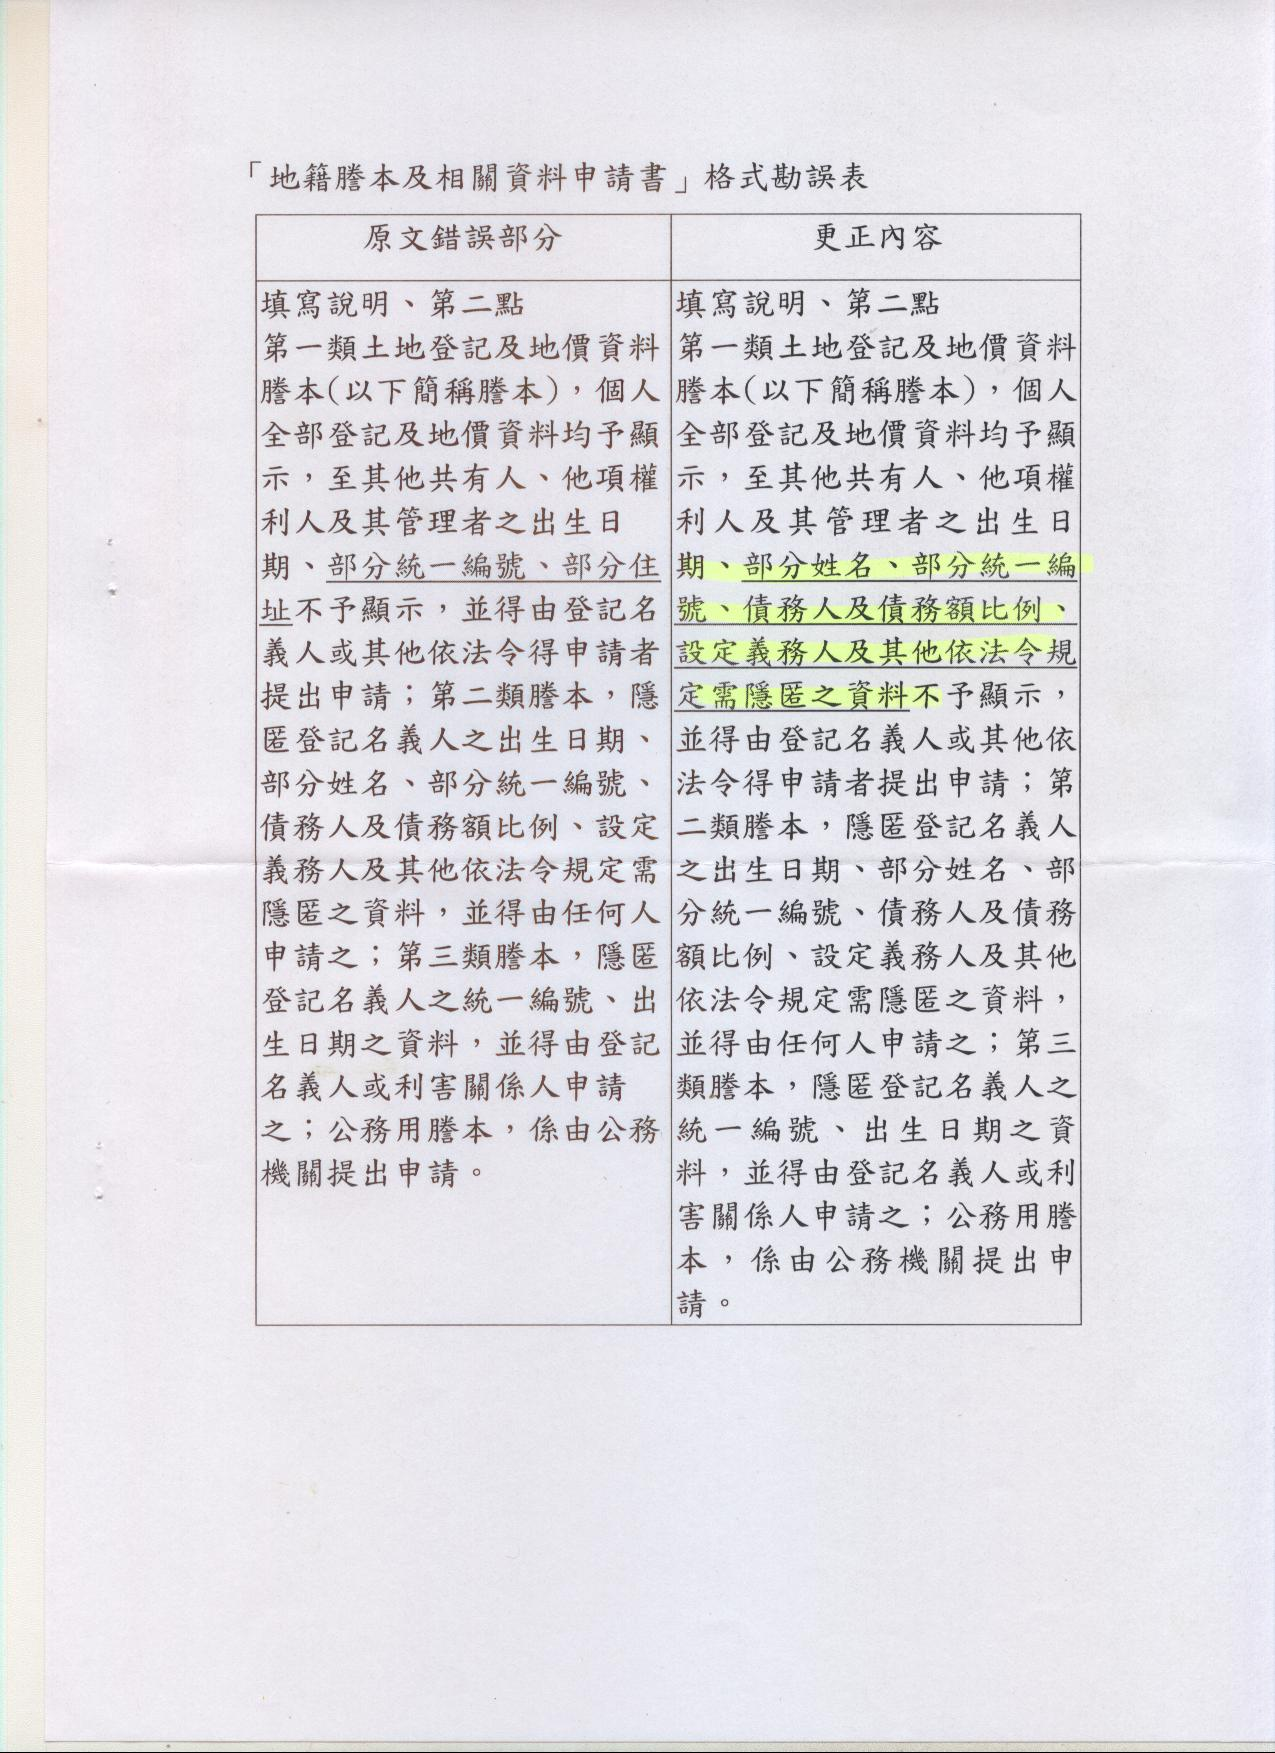 「地籍謄本及相關資料申請書」格式勘誤表
原文錯誤部分
填寫說明、第二點
第一類土地登記及地價資料
謄本(以下簡稱謄本)，個人
全部登記及地價資料均予顯
示，至其他共有人、他項權
利人及其管理者之出生日
期、部分統一編號、部分住
址不予顯示，並得由登記名
義人或其他依法令得申請者
提出申請；第二類謄本，隱
匿登記名義人之出生日期、
部分姓名、部分統一編號、
債務人及債務額比例、設定
義務人及其他依法令規定需
隱匿之資料，並得由任何人
申請之；第三類謄本，隱匿
登記名義人之統一編號、出
生日期之資料，並得由登記
名義人或利害關係人申請
之；公務用謄本，係由公務
機關提出申請。
更正內容
填寫說明、第二點
第一類土地登記及地價資料
謄本(以下簡稱謄本)，個人
全部登記及地價資料均予顯
示，至其他共有人、他項權
利人及其管理者之出生日
期、部分姓名、部分統一編
號、債務人及債務額比例、
設定義務人及其他依法令規
定需隱匿之資料不予顯示，
並得由登記名義人或其他依
法令得申請者提出申請；第
二類謄本，隱匿登記名義人
之出生日期、部分姓名、部
分統一編號、債務人及債務
額比例、設定義務人及其他
依法令規定需隱匿之資料，
並得由任何人申請之；第三
類謄本，隱匿登記名義人之
統一編號、出生日期之資
料，並得由登記名義人或利
害關係人申請之；公務用謄
本，係由公務機關提出申
請。